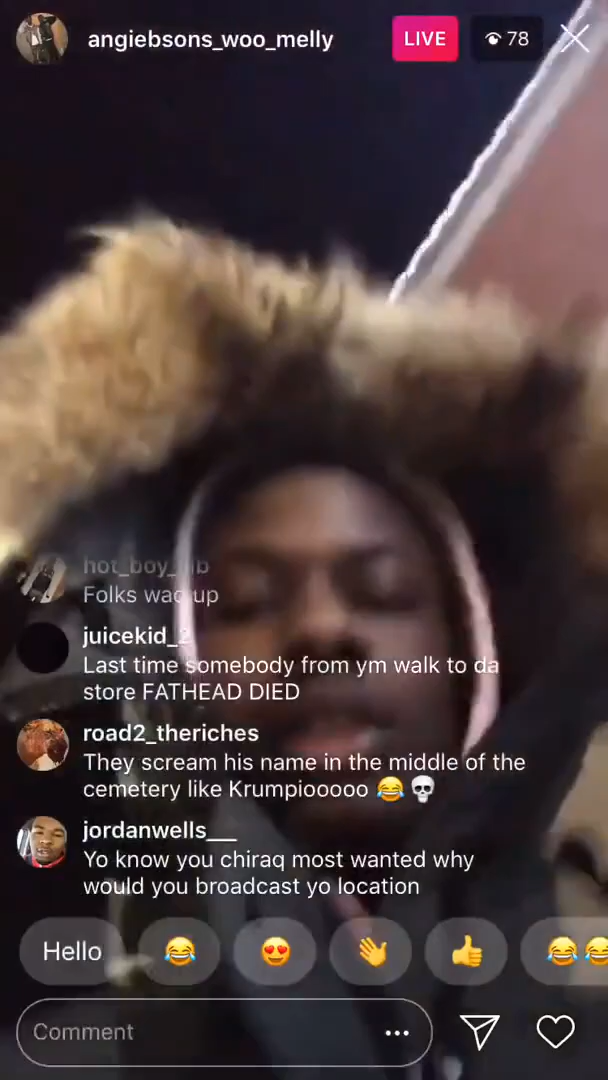 angiebsons_woo_melly
LIVE
78
Folks wac up
juicekid_2
Last time somebody from ym walk to da
store FATHEAD DIED
road2_theriches
They scream his name in the middle of the
cemetery like Krumpiooooo 😂💀
jordanwells___
Yo know you chiraq most wanted why
would you broadcast yo location
Hello 😂 😍 👋 👍 😂😂
Comment